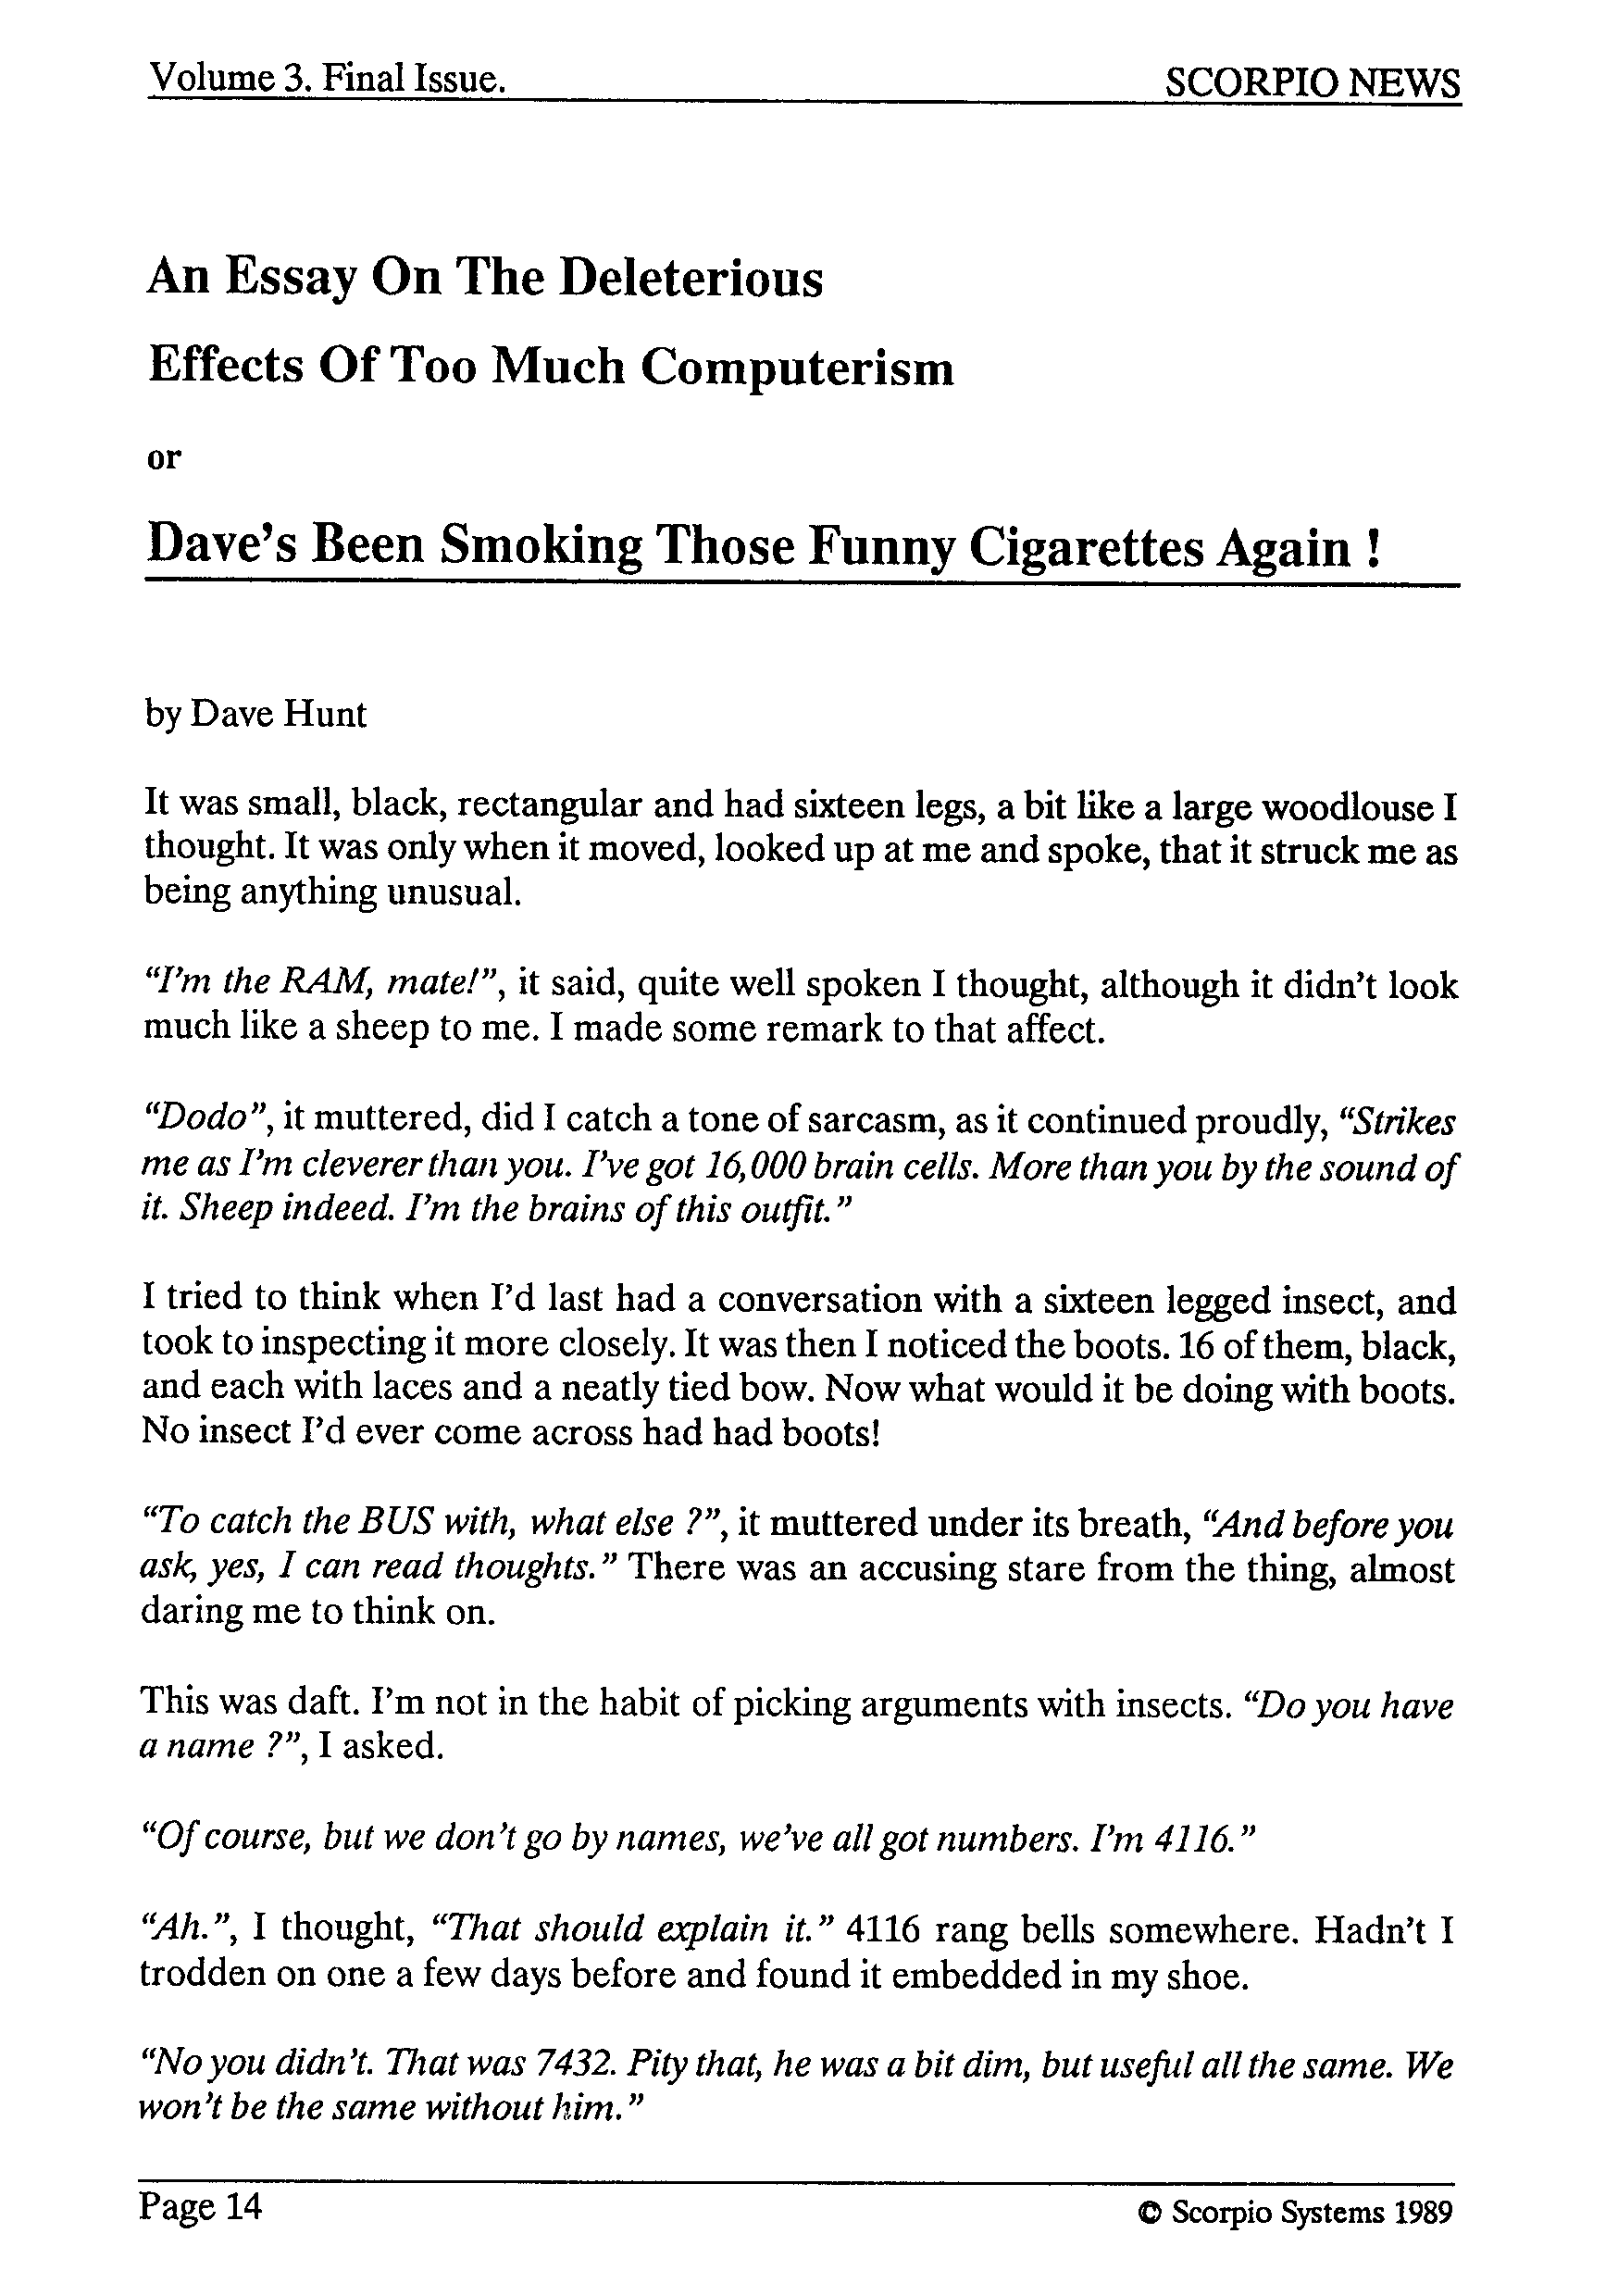 Volume 3. Final Issue. SCORPIO NEWS
An Essay On The Deleterious
Effects Of Too Much Computerism
or
Dave's Been Smoking Those Funny Cigarettes Again !
by Dave Hunt
It was small, black, rectangular and had sixteen legs, a bit like a large woodlouse I
thought. It was only when it moved, looked up at me and spoke, that it struck me as
being anything unusual.
“I'm the RAM, mate!”, it said, quite well spoken I thought, although it didn't look
much like a sheep to me. I made some remark to that affect.
“Dodo”, it muttered, did I catch a tone of sarcasm, as it continued proudly, “Strikes
me as I'm cleverer than you. I've got 16,000 brain cells. More than you by the sound of
it. Sheep indeed. I'm the brains of this outfit.”
I tried to think when I'd last had a conversation with a sixteen legged insect, and
took to inspecting it more closely. It was then I noticed the boots. 16 of them, black,
and each with laces and a neatly tied bow. Now what would it be doing with boots.
No insect I'd ever come across had had boots!
“To catch the BUS with, what else ?”, it muttered under its breath, “And before you
ask, yes, I can read thoughts.” There was an accusing stare from the thing, almost
daring me to think on.
This was daft. I'm not in the habit of picking arguments with insects. “Do you have
a name ?”, I asked.
“Of course, but we don't go by names, we've all got numbers. I'm 4116.”
“Ah.”, I thought, “That should explain it.” 4116 rang bells somewhere. Hadn't I
trodden on one a few days before and found it embedded in my shoe.
“No you didn't. That was 7432. Pity that, he was a bit dim, but useful all the same. We
won't be the same without him.”
Page 14 © Scorpio Systems 1989